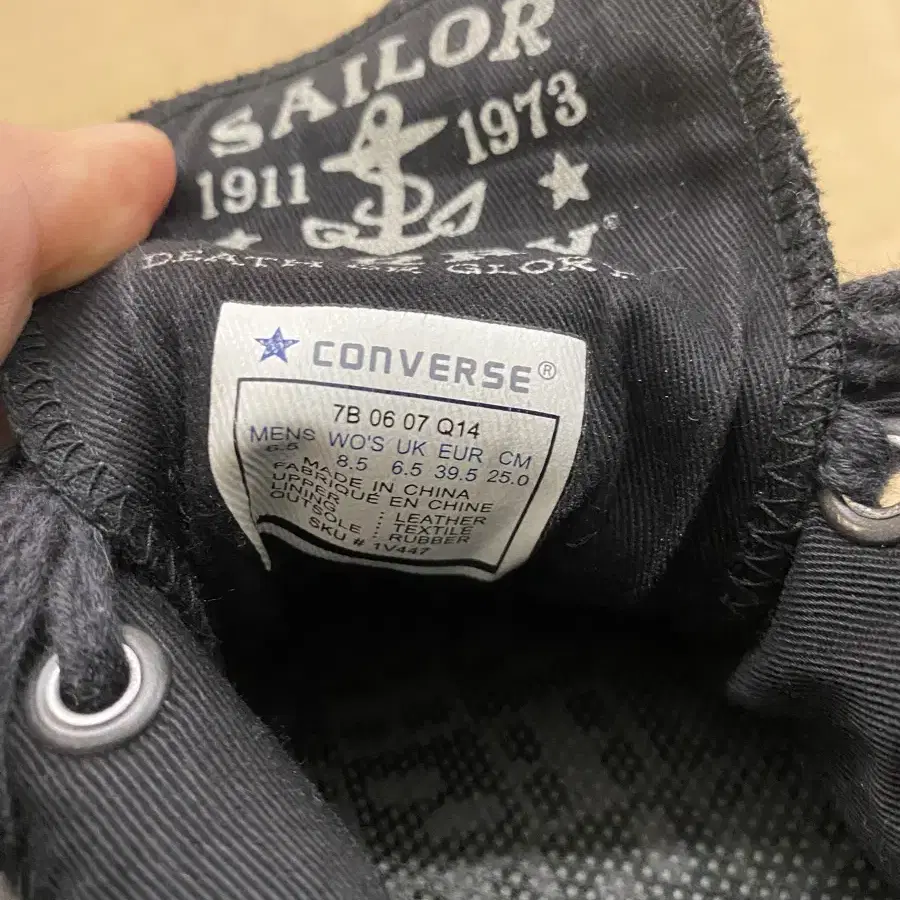 SAILOR
1911 1973
DEATH OR GLORY
CONVERSE®
7B 06 07 Q14
MENS WO'S UK EUR CM
6.5 8.5 6.5 39.5 25.0
MADE IN CHINA
FABRIQUÉ EN CHINE
UPPER : LEATHER
LINING : TEXTILE
OUTSOLE : RUBBER
SKU # 1V447